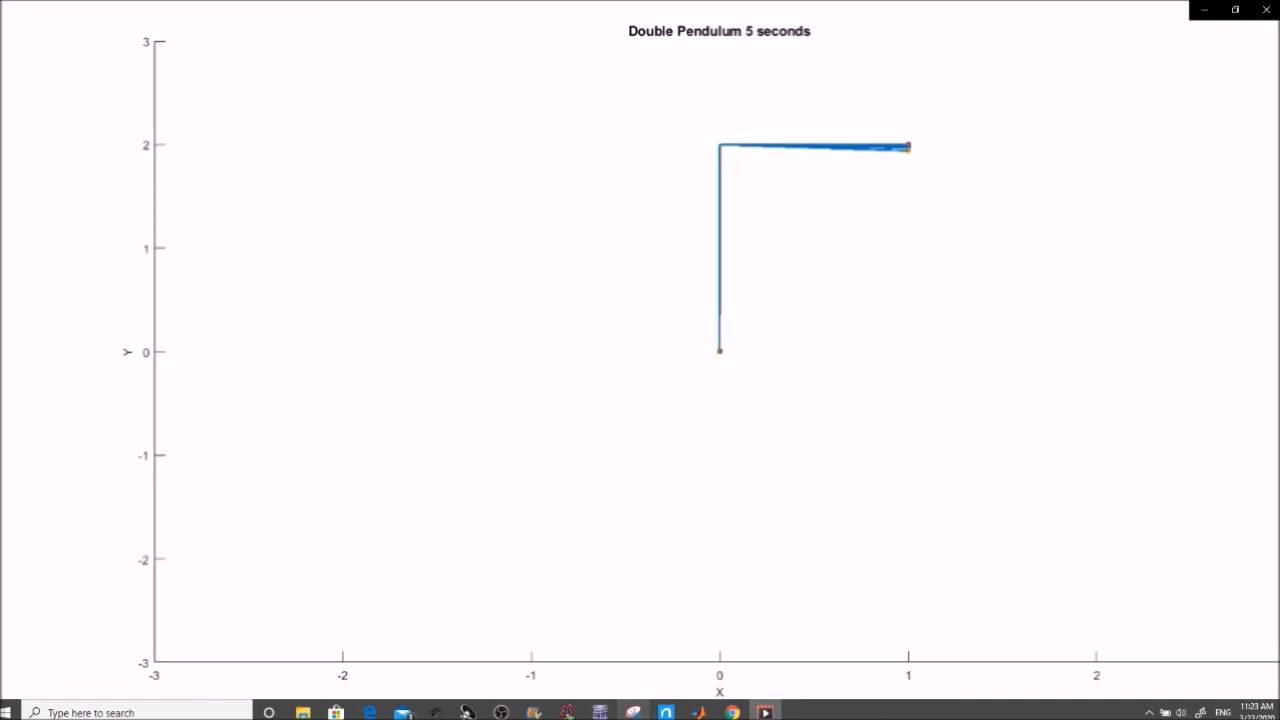 Double Pendulum 5 seconds
3
2
1
Y 0
-1
-2
-3
-3 -2 -1 0 1 2
X
Type here to search
ENG
11:23 AM